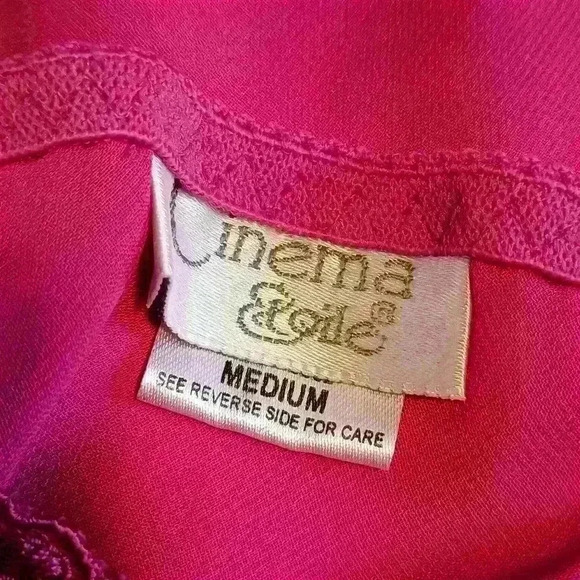 Cinema
Etoile®
MEDIUM
SEE REVERSE SIDE FOR CARE